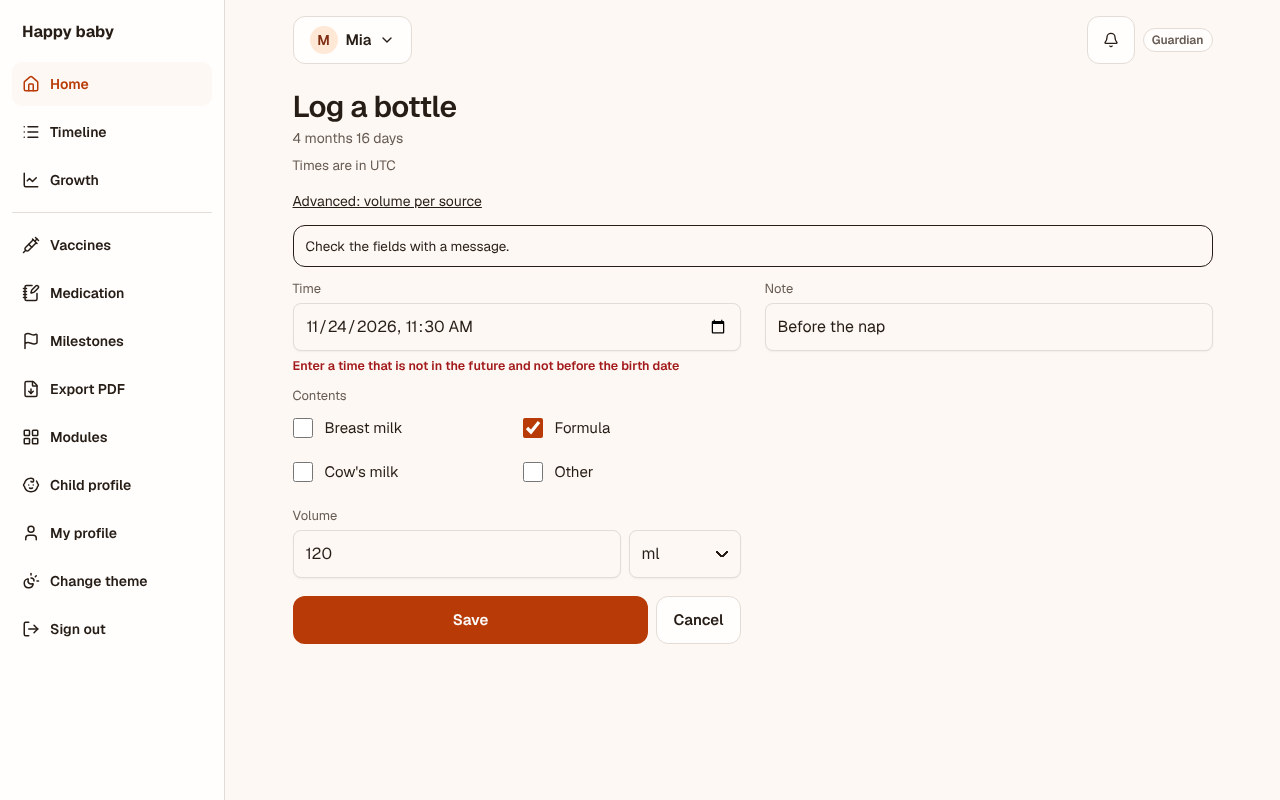 Happy baby
Home
Timeline
Growth
Vaccines
Medication
Milestones
Export PDF
Modules
Child profile
My profile
Change theme
Sign out
M Mia
Guardian
Log a bottle
4 months 16 days
Times are in UTC
Advanced: volume per source
Check the fields with a message.
Time
11/24/2026, 11:30 AM
Enter a time that is not in the future and not before the birth date
Note
Before the nap
Contents
Breast milk
Formula
Cow's milk
Other
Volume
120
ml
Save
Cancel